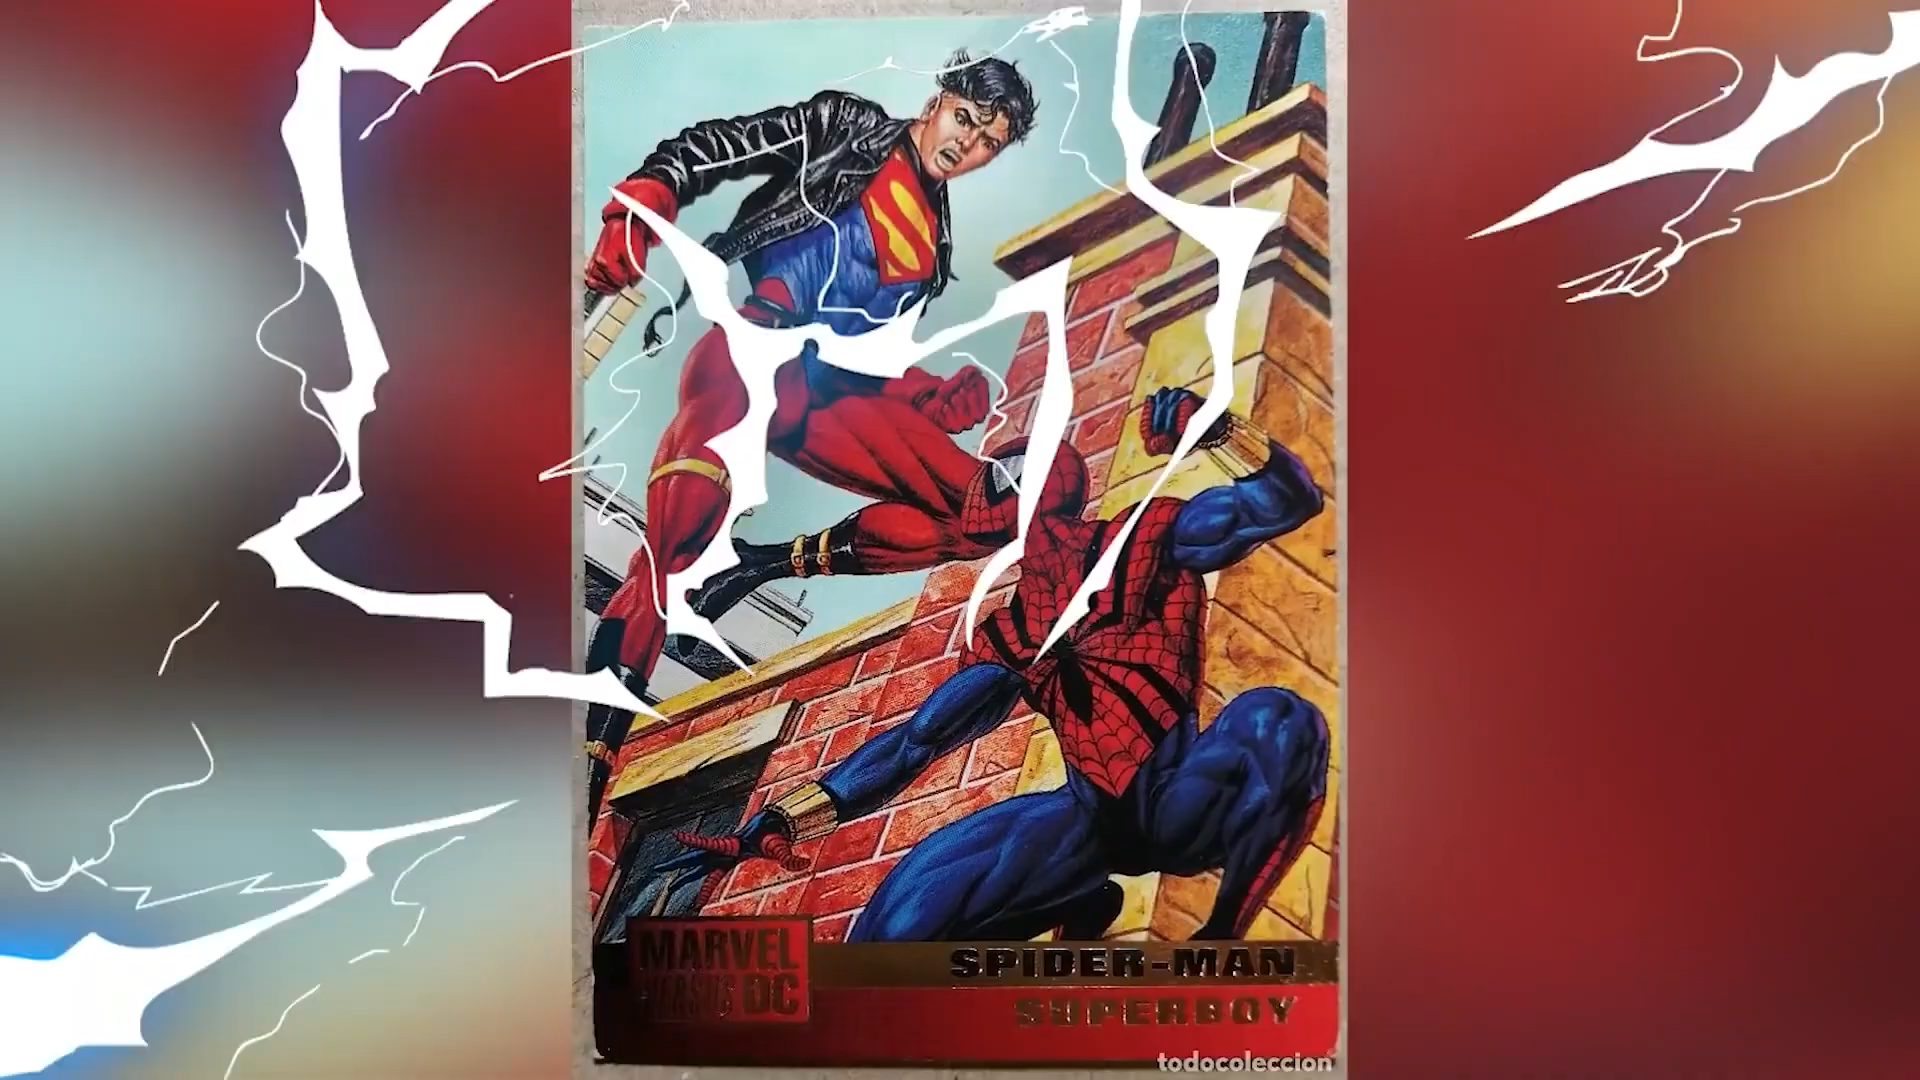 MARVEL
VERSUS DC
SPIDER-MAN
SUPERBOY
todocoleccion